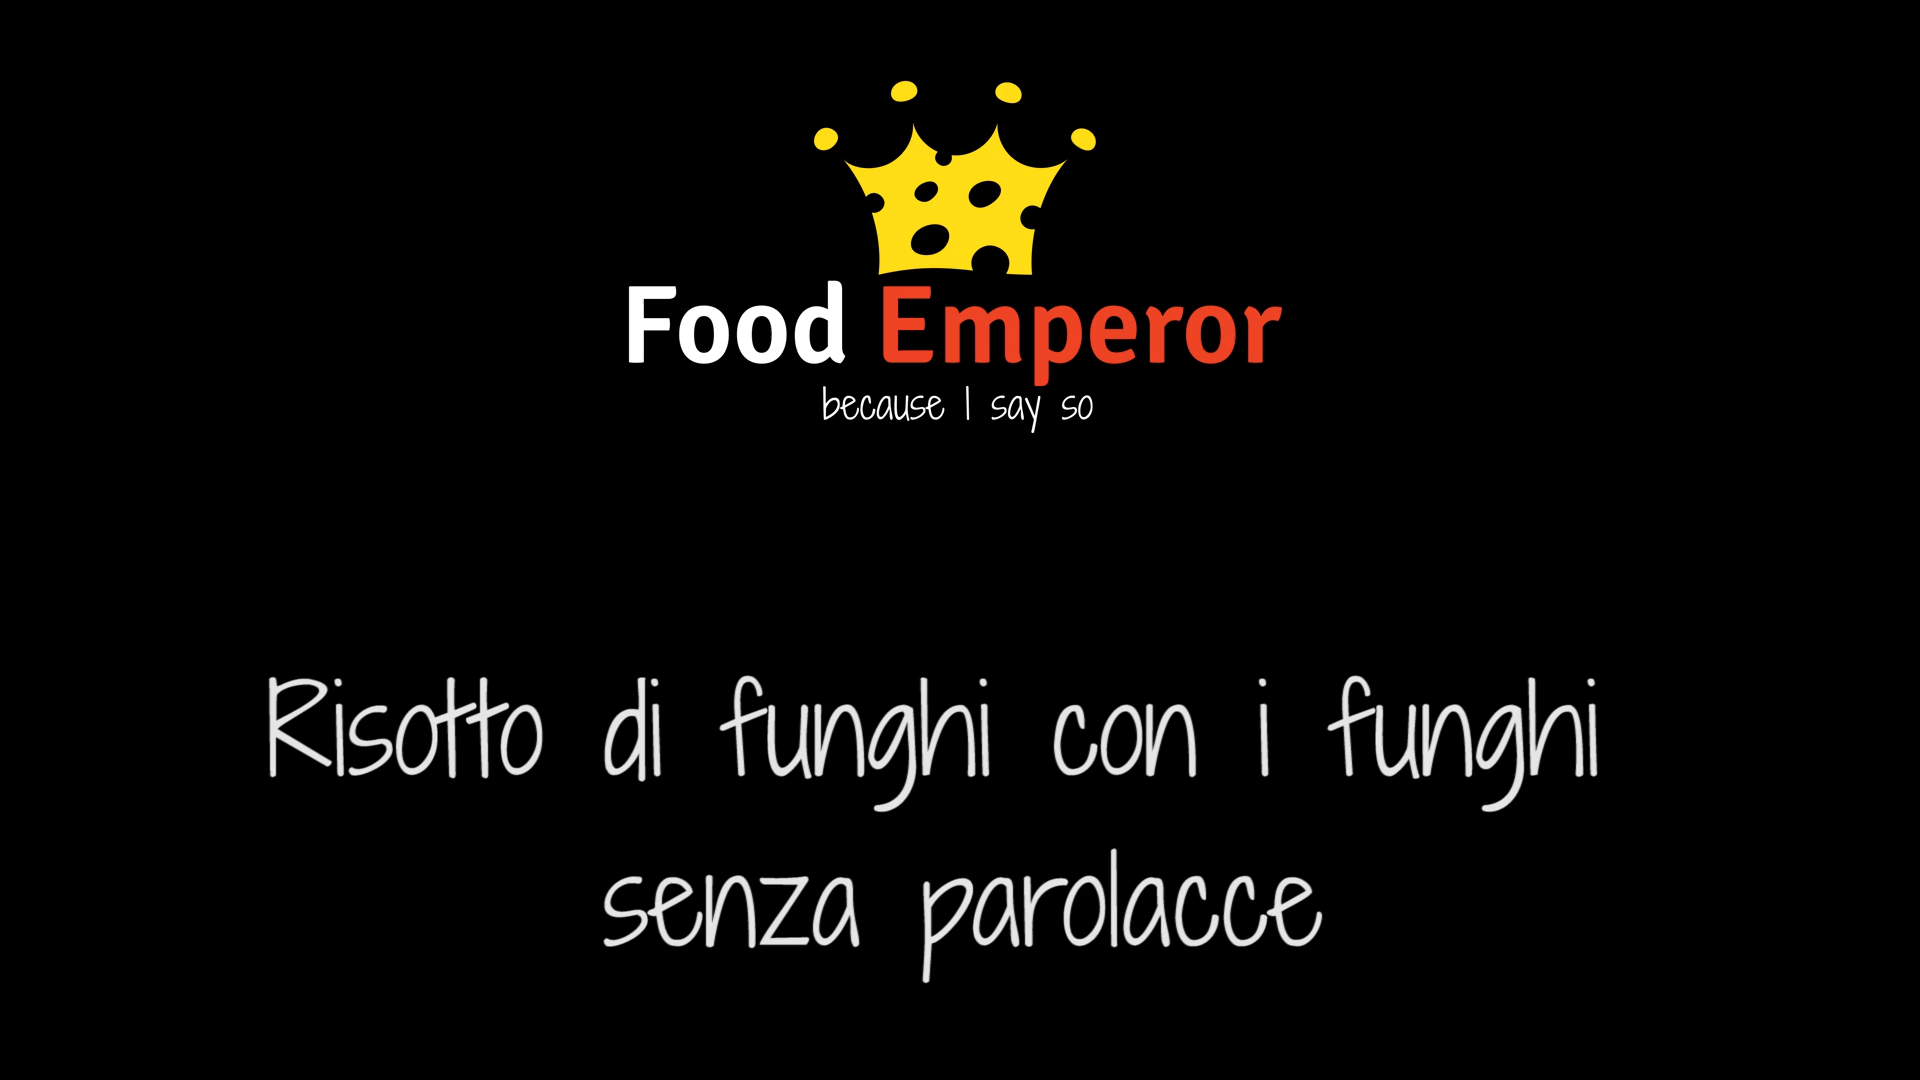 Food Emperor
because I say so
Risotto di funghi con i funghi
senza parolacce